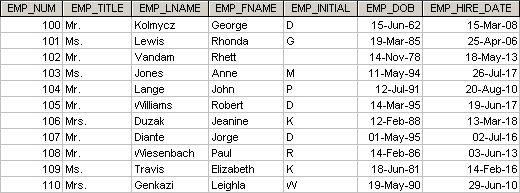 EMP_NUM EMP_TITLE EMP_LNAME EMP_FNAME EMP_INITIAL EMP_DOB EMP_HIRE_DATE
100 Mr. Kolmycz George D 15-Jun-62 15-Mar-08
101 Ms. Lewis Rhonda G 19-Mar-85 25-Apr-06
102 Mr. Vandam Rhett 14-Nov-78 18-May-13
103 Ms. Jones Anne M 11-May-94 26-Jul-17
104 Mr. Lange John P 12-Jul-91 20-Aug-10
105 Mr. Williams Robert D 14-Mar-95 19-Jun-17
106 Mrs. Duzak Jeanine K 12-Feb-88 13-Mar-18
107 Mr. Diante Jorge D 01-May-95 02-Jul-16
108 Mr. Wiesenbach Paul R 14-Feb-86 03-Jun-13
109 Ms. Travis Elizabeth K 18-Jun-81 14-Feb-16
110 Mrs. Genkazi Leighla W 19-May-90 29-Jun-10